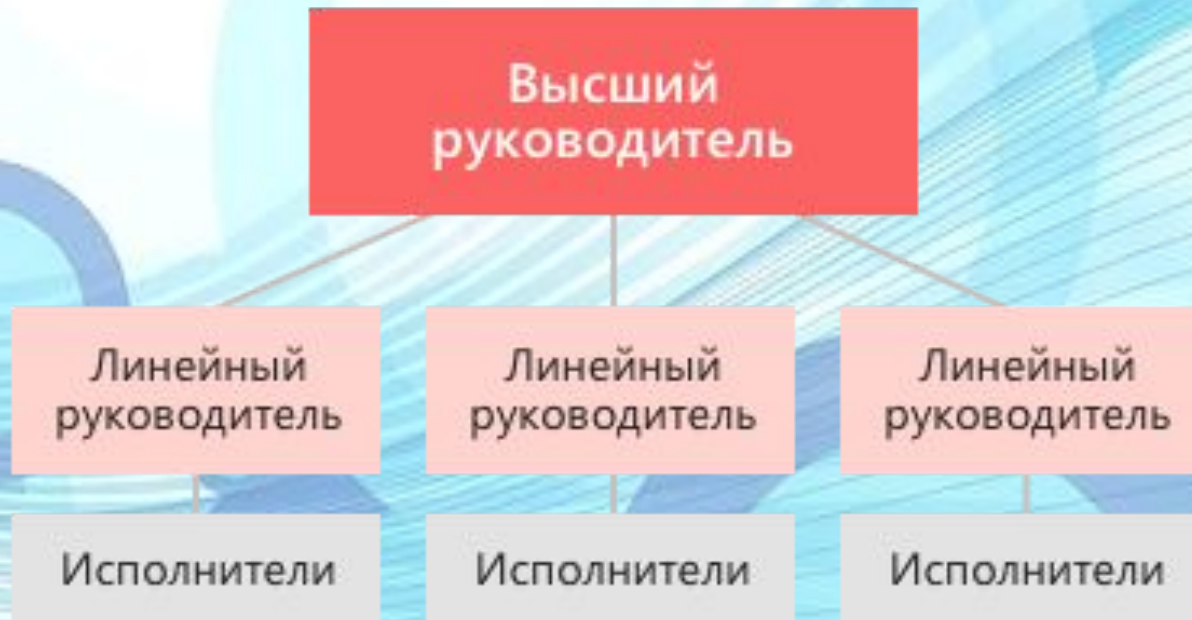 Высший
руководитель
Линейный
руководитель
Линейный
руководитель
Линейный
руководитель
Исполнители
Исполнители
Исполнители